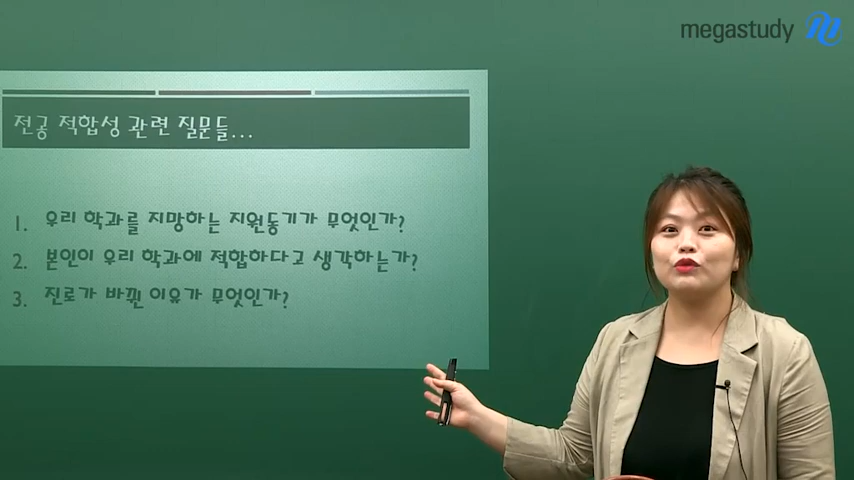 megastudy
전공 적합성 관련 질문들...
1. 우리 학과를 지망하는 지원동기가 무엇인가?
2. 본인이 우리 학과에 적합하다고 생각하는가?
3. 진로가 바뀐 이유가 무엇인가?